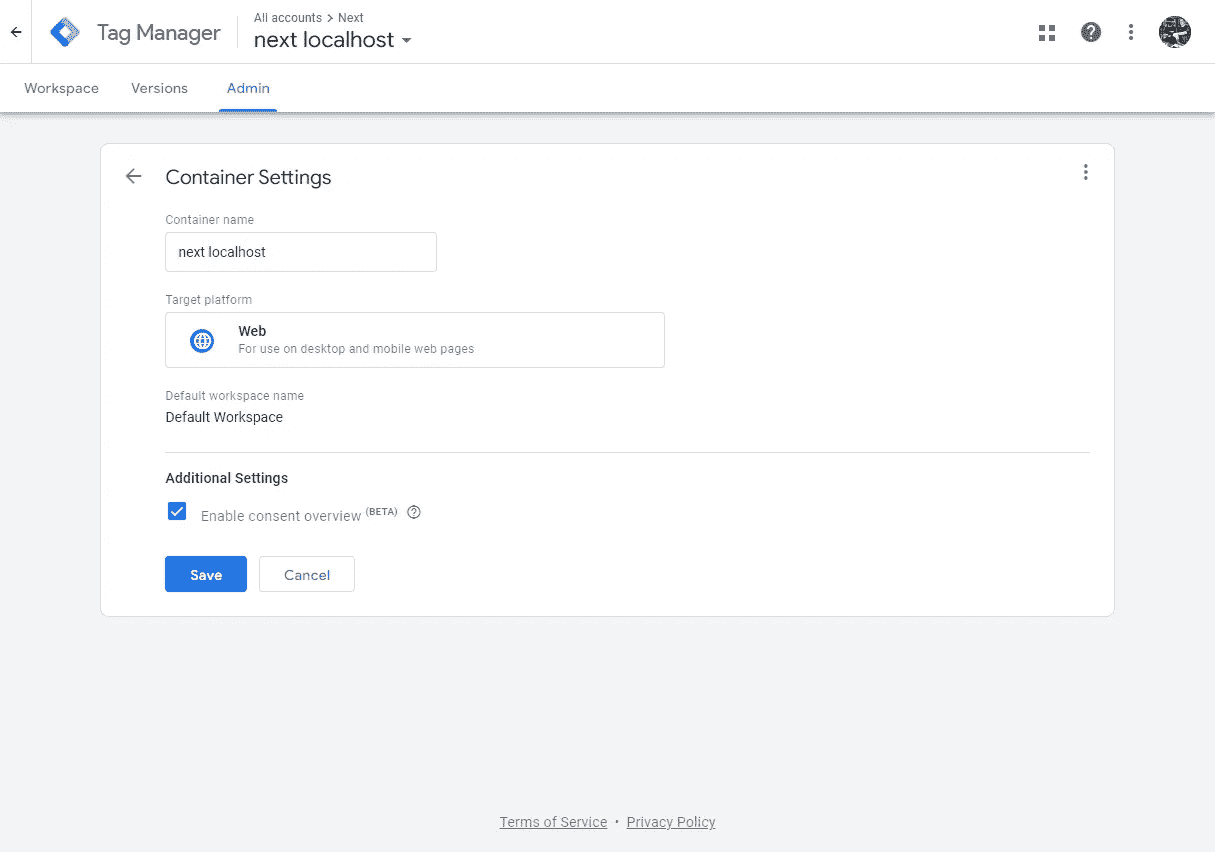 Tag Manager
All accounts > Next
next localhost
Workspace Versions Admin
Container Settings
Container name
next localhost
Target platform
Web
For use on desktop and mobile web pages
Default workspace name
Default Workspace
Additional Settings
Enable consent overview (BETA)
Save Cancel
Terms of Service • Privacy Policy